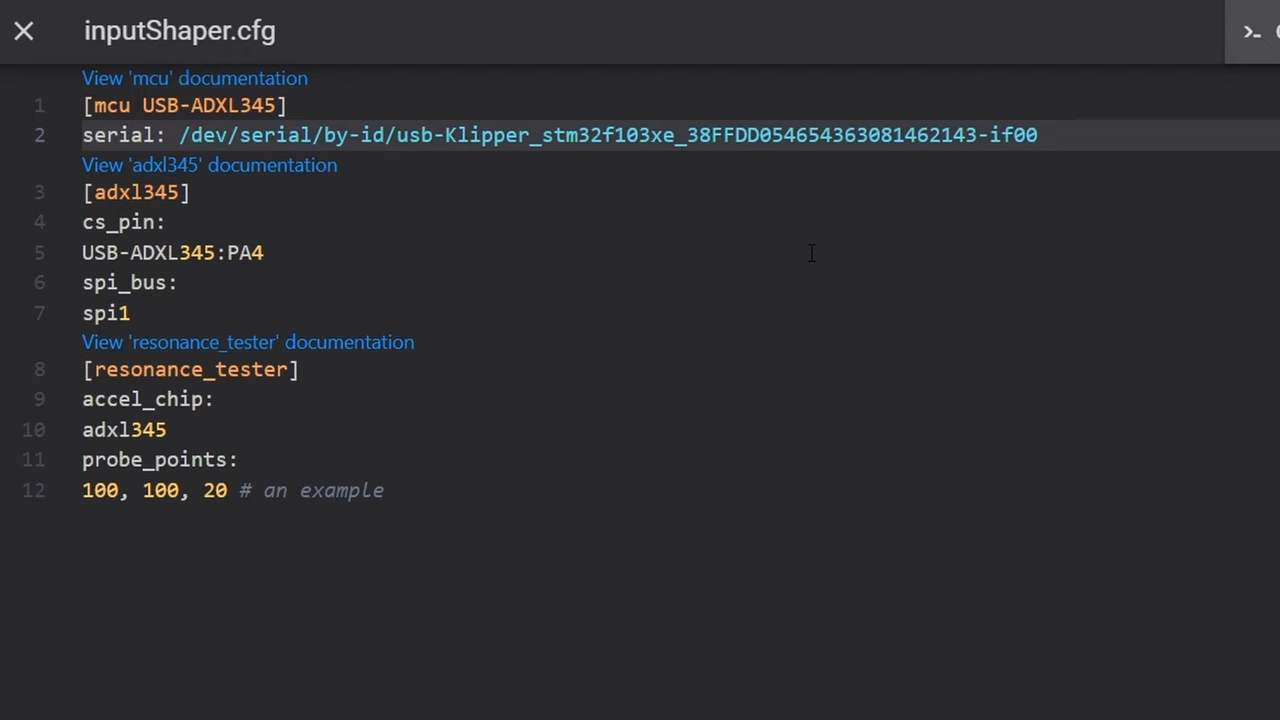 inputShaper.cfg
View 'mcu' documentation
1 [mcu USB-ADXL345]
2 serial: /dev/serial/by-id/usb-Klipper_stm32f103xe_38FFDD054654363081462143-if00
View 'adxl345' documentation
3 [adxl345]
4 cs_pin:
5 USB-ADXL345:PA4
6 spi_bus:
7 spi1
View 'resonance_tester' documentation
8 [resonance_tester]
9 accel_chip:
10 adxl345
11 probe_points:
12 100, 100, 20 # an example